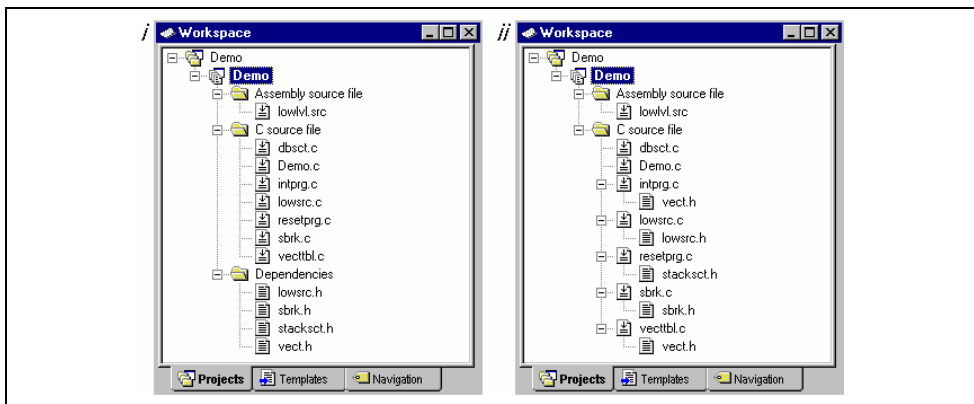 i
Workspace
Demo
Demo
Assembly source file
lowlvl.src
C source file
dbsct.c
Demo.c
intprg.c
lowsrc.c
resetprg.c
sbrk.c
vecttbl.c
Dependencies
lowsrc.h
sbrk.h
stacksct.h
vect.h
Projects Templates Navigation
ii
Workspace
Demo
Demo
Assembly source file
lowlvl.src
C source file
dbsct.c
Demo.c
intprg.c
vect.h
lowsrc.c
lowsrc.h
resetprg.c
stacksct.h
sbrk.c
sbrk.h
vecttbl.c
vect.h
Projects Templates Navigation